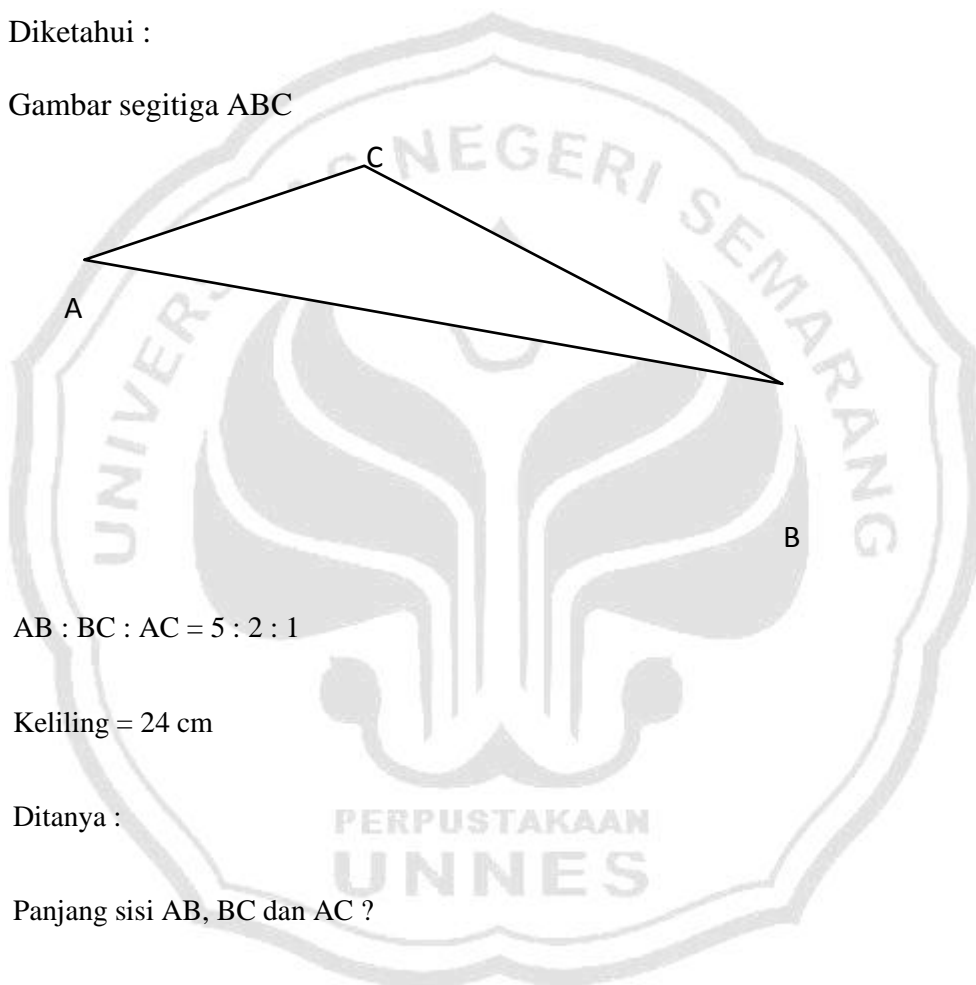 Diketahui :
Gambar segitiga ABC
C
A
B
UNIVERSITAS NEGERI SEMARANG
AB : BC : AC = 5 : 2 : 1
Keliling = 24 cm
Ditanya :
PERPUSTAKAAN
UNNES
Panjang sisi AB, BC dan AC ?